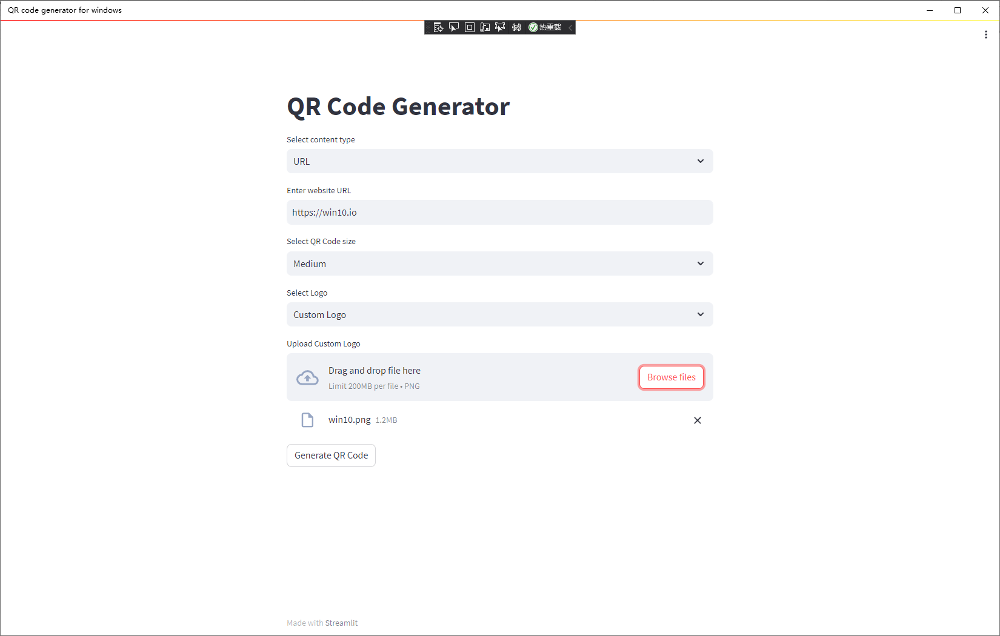 QR code generator for windows
热重载
QR Code Generator
Select content type
URL
Enter website URL
https://win10.io
Select QR Code size
Medium
Select Logo
Custom Logo
Upload Custom Logo
Drag and drop file here
Limit 200MB per file • PNG
Browse files
win10.png 1.2MB
Generate QR Code
Made with Streamlit